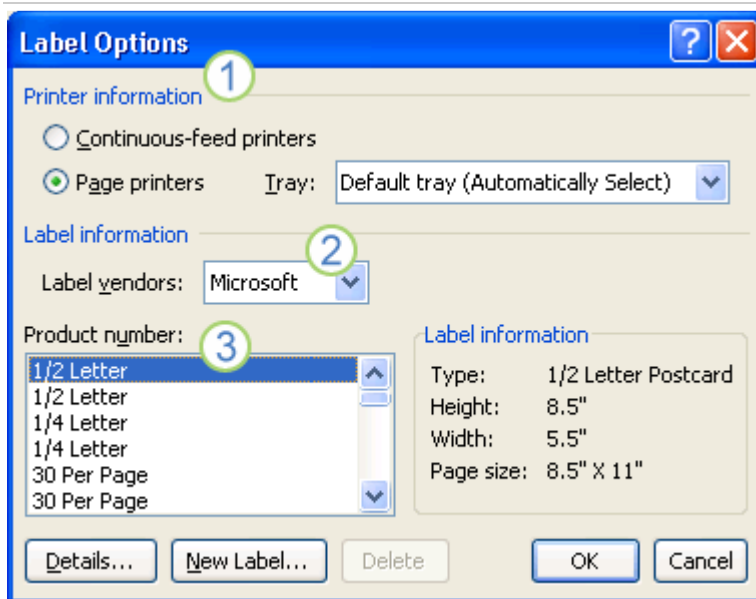 Label Options
1
Printer information
Continuous-feed printers
Page printers Tray: Default tray (Automatically Select)
Label information
2
Label vendors: Microsoft
Product number:
3
1/2 Letter
1/2 Letter
1/4 Letter
1/4 Letter
30 Per Page
30 Per Page
Label information
Type: 1/2 Letter Postcard
Height: 8.5"
Width: 5.5"
Page size: 8.5" X 11"
Details... New Label... Delete OK Cancel